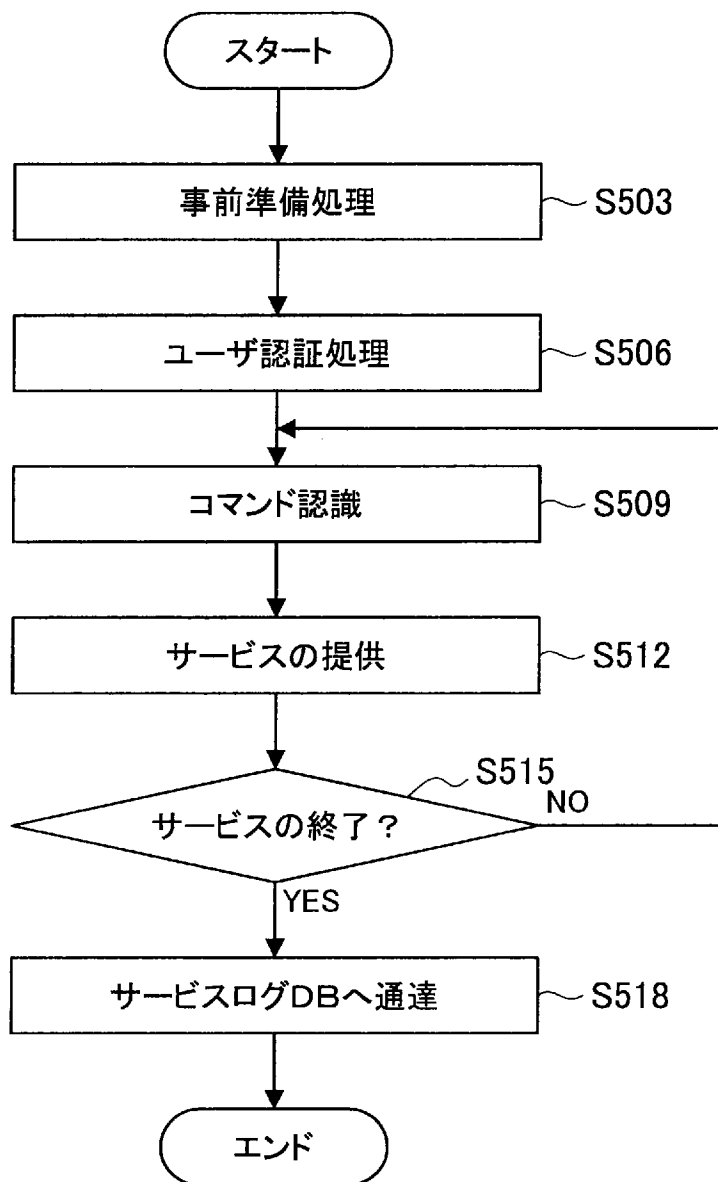 スタート
事前準備処理
S503
ユーザ認証処理
S506
コマンド認識
S509
サービスの提供
S512
S515
サービスの終了?
NO
YES
サービスログDBへ通達
S518
エンド